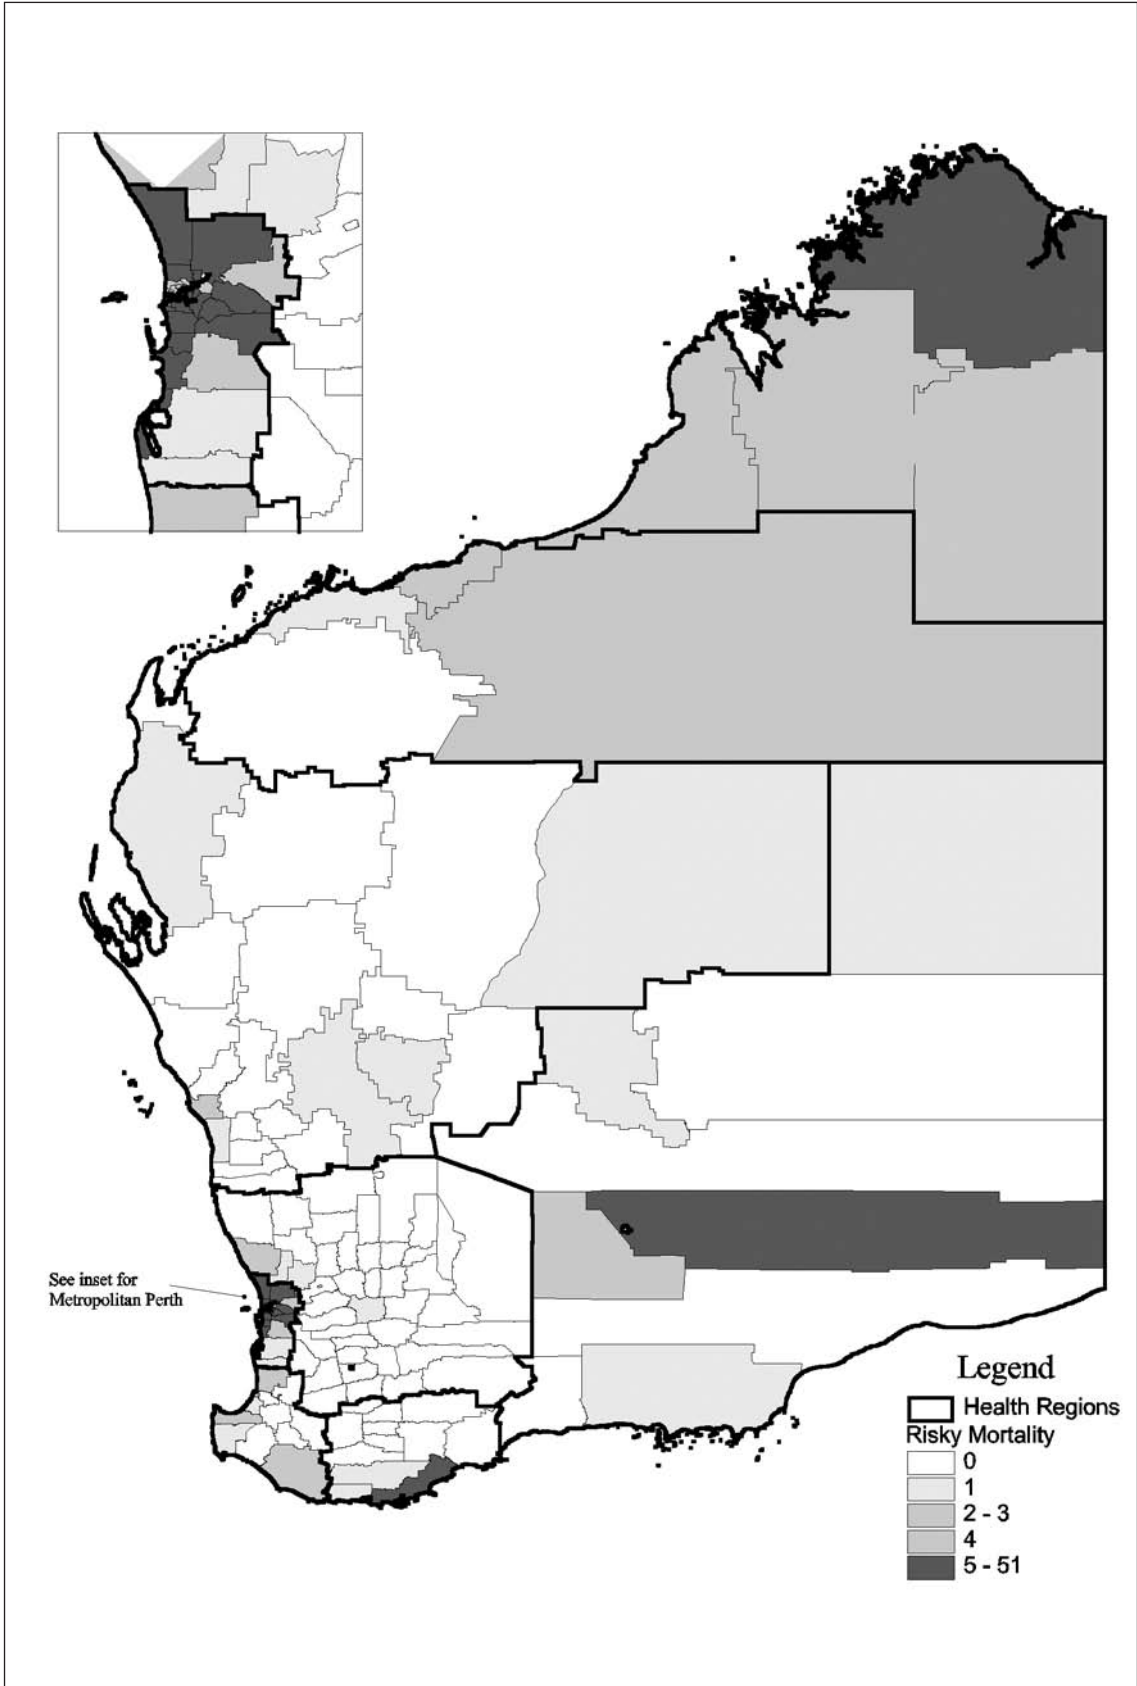 See inset for
Metropolitan Perth
Legend
Health Regions
Risky Mortality
0
1
2 - 3
4
5 - 51